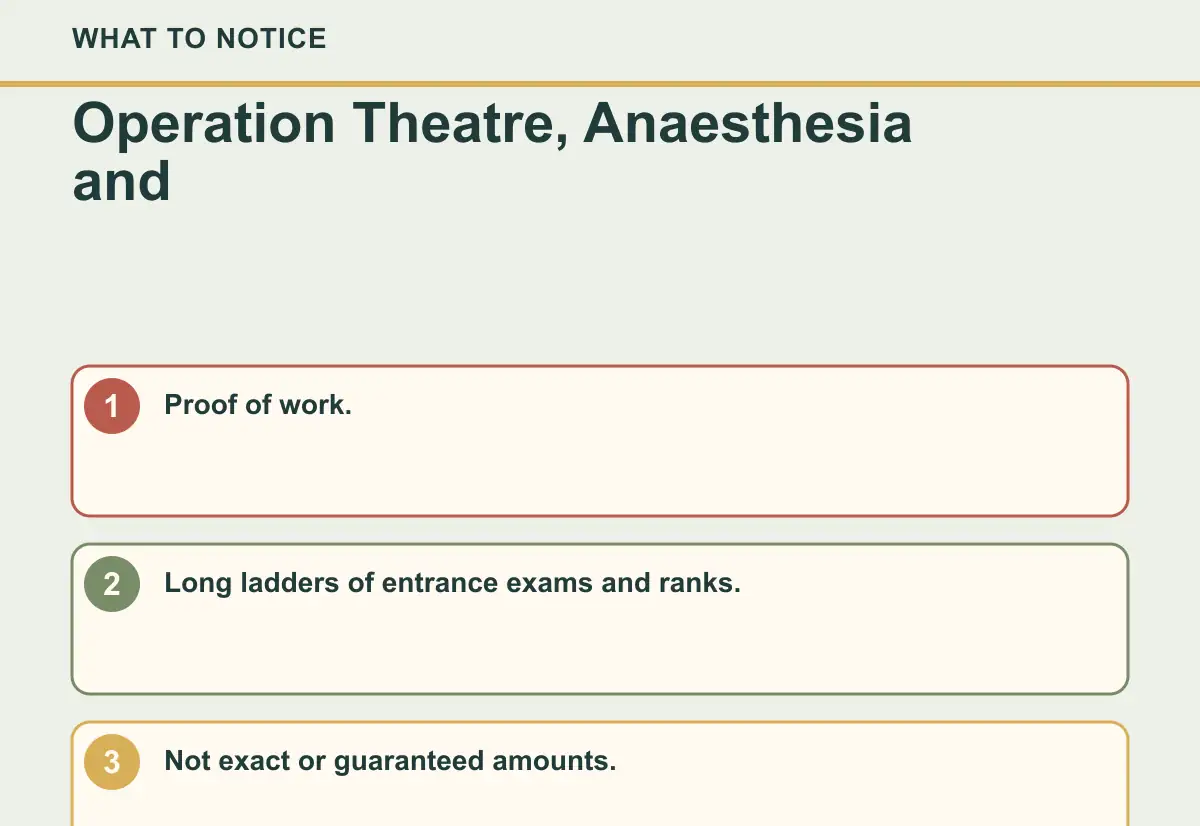 WHAT TO NOTICE
Operation Theatre, Anaesthesia
and
1 Proof of work.
2 Long ladders of entrance exams and ranks.
3 Not exact or guaranteed amounts.